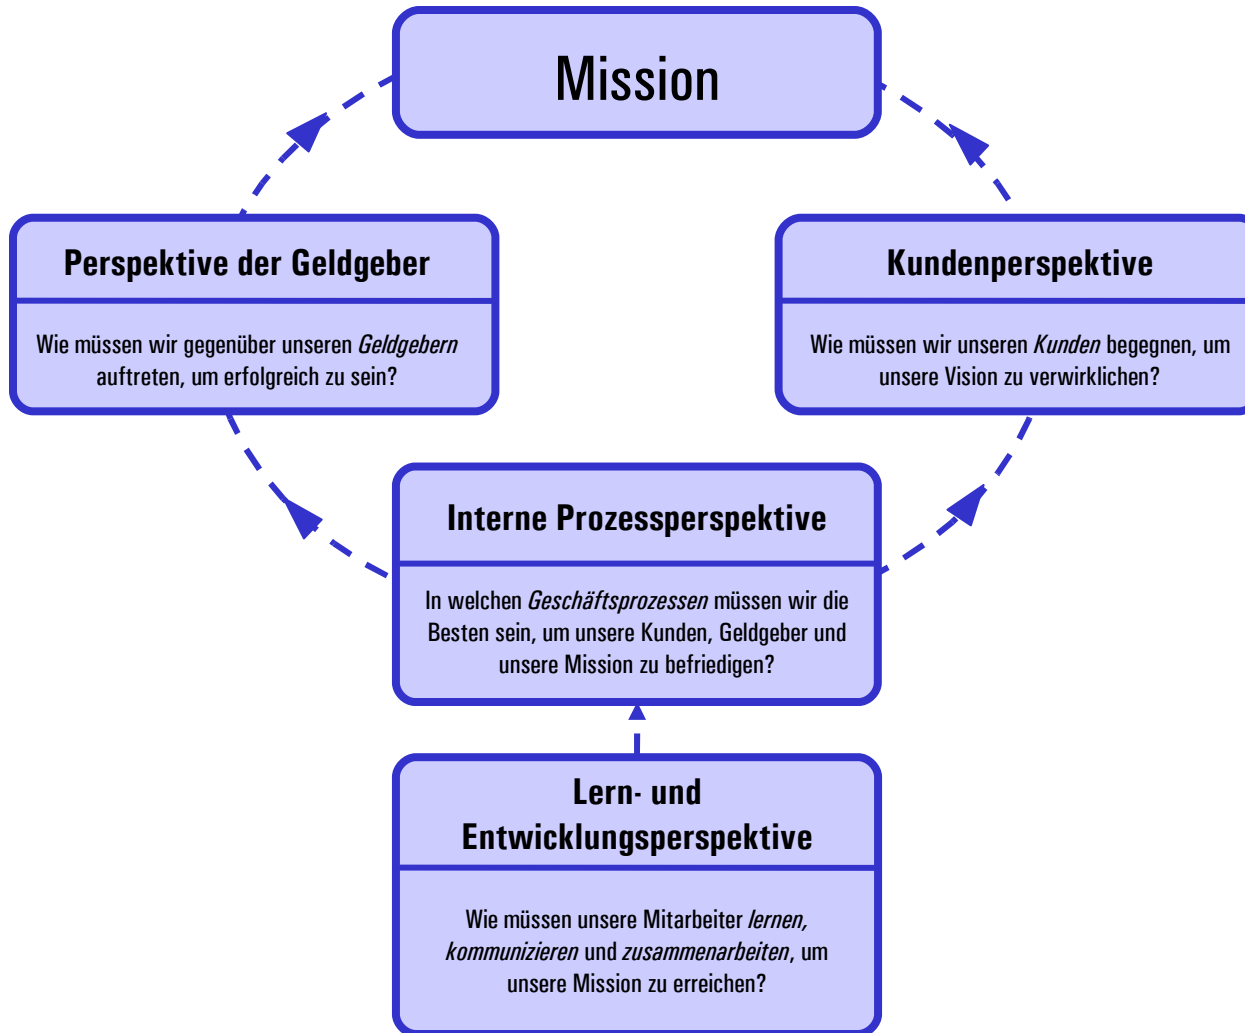 Mission
Perspektive der Geldgeber
Wie müssen wir gegenüber unseren Geldgebern
auftreten, um erfolgreich zu sein?
Kundenperspektive
Wie müssen wir unseren Kunden begegnen, um
unsere Vision zu verwirklichen?
Interne Prozessperspektive
In welchen Geschäftsprozessen müssen wir die
Besten sein, um unsere Kunden, Geldgeber und
unsere Mission zu befriedigen?
Lern- und
Entwicklungsperspektive
Wie müssen unsere Mitarbeiter lernen,
kommunizieren und zusammenarbeiten, um
unsere Mission zu erreichen?